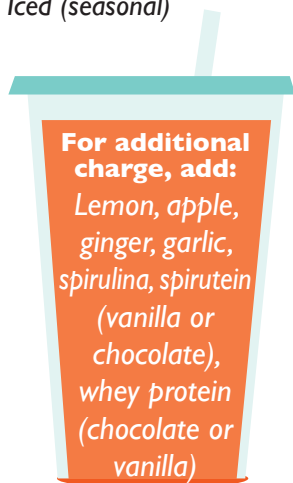 Iced (seasonal)
For additional
charge, add:
Lemon, apple,
ginger, garlic,
spirulina, spirutein
(vanilla or
chocolate),
whey protein
(chocolate or
vanilla)